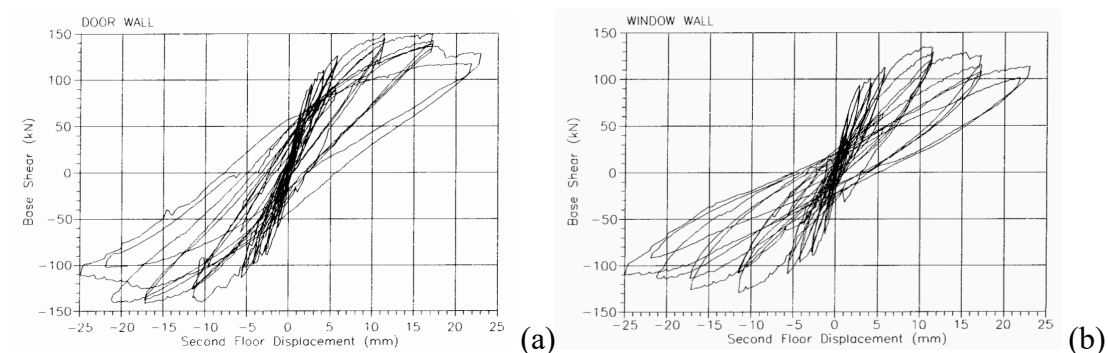 DOOR WALL
150
100
50
0
-50
-100
-150
Base Shear (kN)
-25 -20 -15 -10 -5 0 5 10 15 20 25
Second Floor Displacement (mm)
(a)
WINDOW WALL
150
100
50
0
-50
-100
-150
Base Shear (kN)
-25 -20 -15 -10 -5 0 5 10 15 20 25
Second Floor Displacement (mm)
(b)